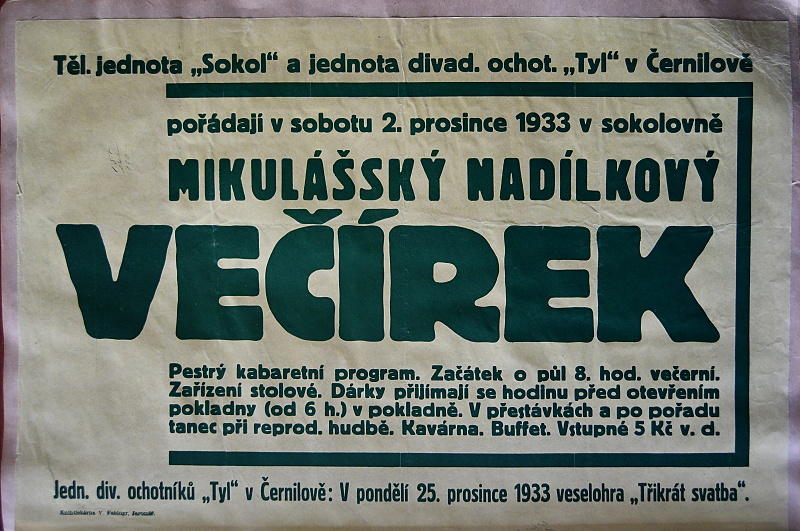 Těl. jednota „Sokol“ a jednota divad. ochot. „Tyl“ v Černilově
pořádají v sobotu 2. prosince 1933 v sokolovně
MIKULÁŠSKÝ NADÍLKOVÝ
VEČÍREK
Pestrý kabaretní program. Začátek o půl 8. hod. večerní.
Zařízení stolové. Dárky přijímají se hodinu před otevřením
pokladny (od 6 h.) v pokladně. V přestávkách a po pořadu
tanec při reprod. hudbě. Kavárna. Buffet. Vstupné 5 Kč v. d.
Jedn. div. ochotníků „Tyl“ v Černilově: V pondělí 25. prosince 1933 veselohra „Třikrát svatba“.
Knihtiskárna V. Jaroměř.